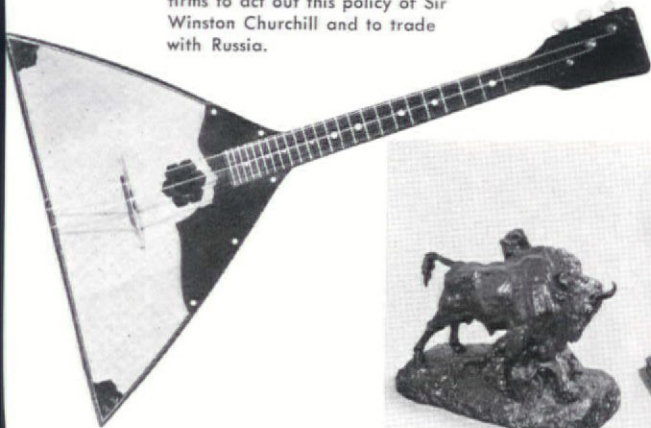 firms to act out this policy of Sir
Winston Churchill and to trade
with Russia.